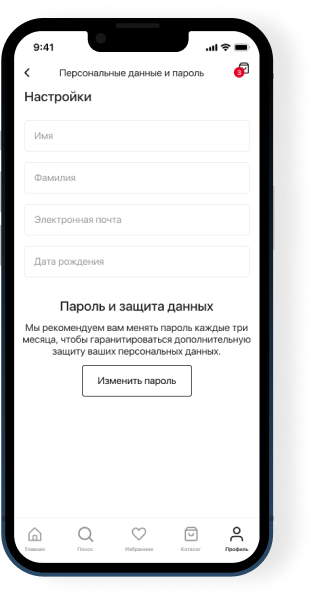 9:41
Персональные данные и пароль
3
Настройки
Имя
Фамилия
Электронная почта
Дата рождения
Пароль и защита данных
Мы рекомендуем вам менять пароль каждые три
месяца, чтобы гаранитироваться дополнительную
защиту ваших персональных данных.
Изменить пароль
Главная Поиск Избранное Каталог Профиль